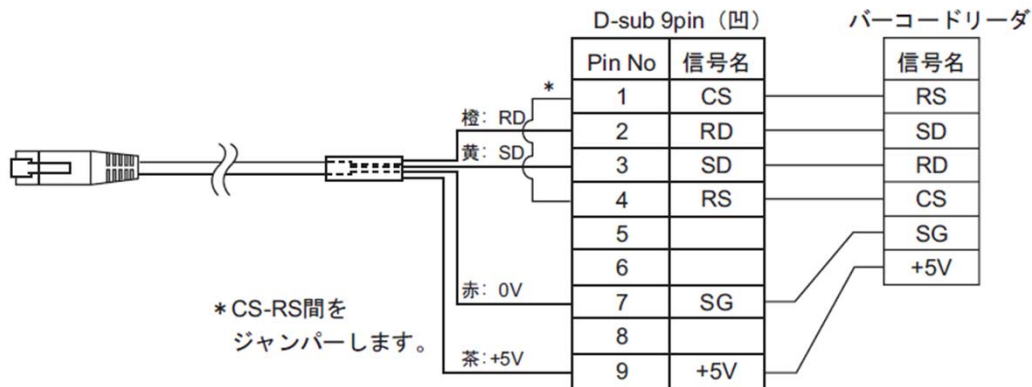 D-sub 9pin（凹）
バーコードリーダ
Pin No 信号名
信号名
1 CS
RS
2 RD
SD
3 SD
RD
4 RS
CS
5
SG
6
+5V
7 SG
8
9 +5V
*
橙: RD
黄: SD
赤: 0V
茶:+5V
*CS-RS間を
ジャンパーします。